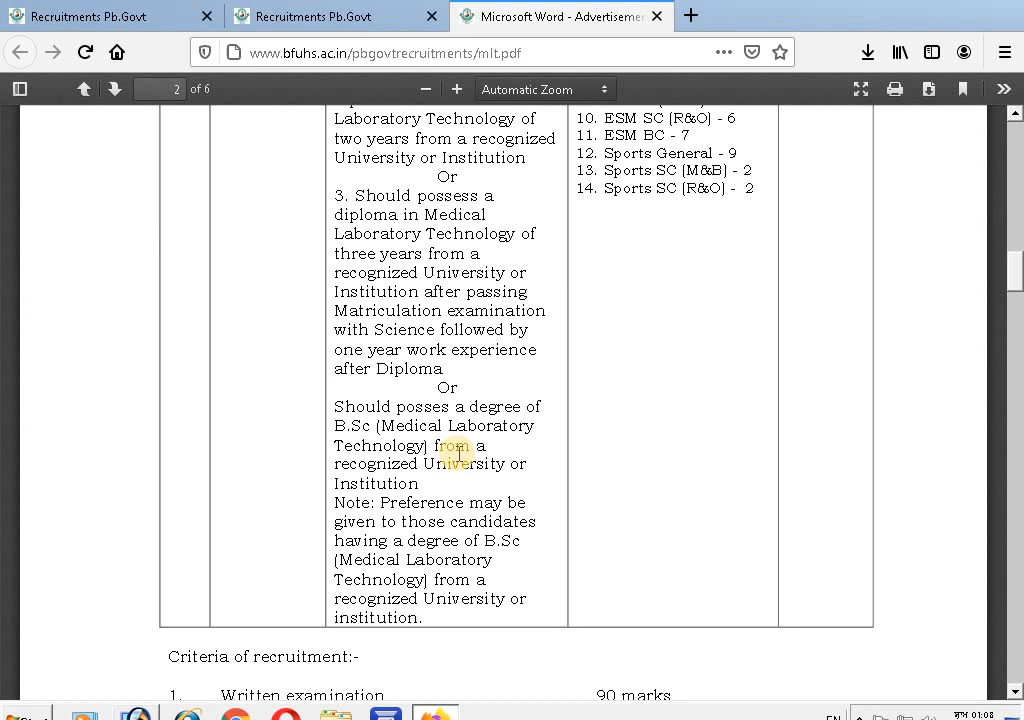 Recruitments Pb.Govt
Recruitments Pb.Govt
Microsoft Word - Advertisemer
www.bfuhs.ac.in/pbgovtrecruitments/mlt.pdf
2 of 6
Automatic Zoom
Laboratory Technology of
two years from a recognized
University or Institution
Or
3. Should possess a
diploma in Medical
Laboratory Technology of
three years from a
recognized University or
Institution after passing
Matriculation examination
with Science followed by
one year work experience
after Diploma
Or
Should posses a degree of
B.Sc (Medical Laboratory
Technology) from a
recognized University or
Institution
Note: Preference may be
given to those candidates
having a degree of B.Sc
(Medical Laboratory
Technology) from a
recognized University or
institution.
10. ESM SC (R&O) - 6
11. ESM BC - 7
12. Sports General - 9
13. Sports SC (M&B) - 2
14. Sports SC (R&O) - 2
Criteria of recruitment:-
1. Written examination 90 marks
EN
01:08